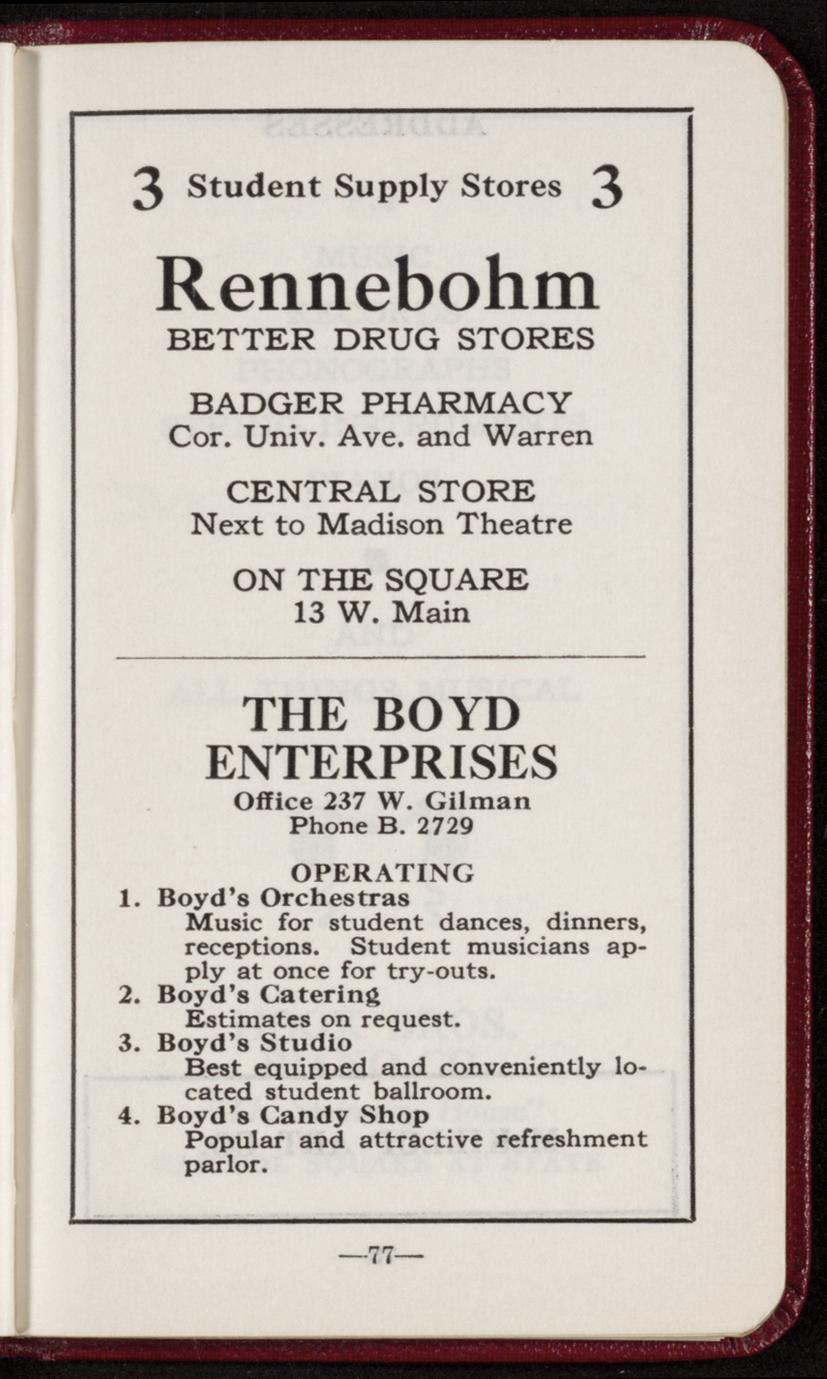 3 Student Supply Stores 3
Rennebohm
BETTER DRUG STORES
BADGER PHARMACY
Cor. Univ. Ave. and Warren
CENTRAL STORE
Next to Madison Theatre
ON THE SQUARE
13 W. Main
THE BOYD
ENTERPRISES
Office 237 W. Gilman
Phone B. 2729
OPERATING
1. Boyd's Orchestras
Music for student dances, dinners,
receptions. Student musicians ap-
ply at once for try-outs.
2. Boyd's Catering
Estimates on request.
3. Boyd's Studio
Best equipped and conveniently lo-
cated student ballroom.
4. Boyd's Candy Shop
Popular and attractive refreshment
parlor.
—77—